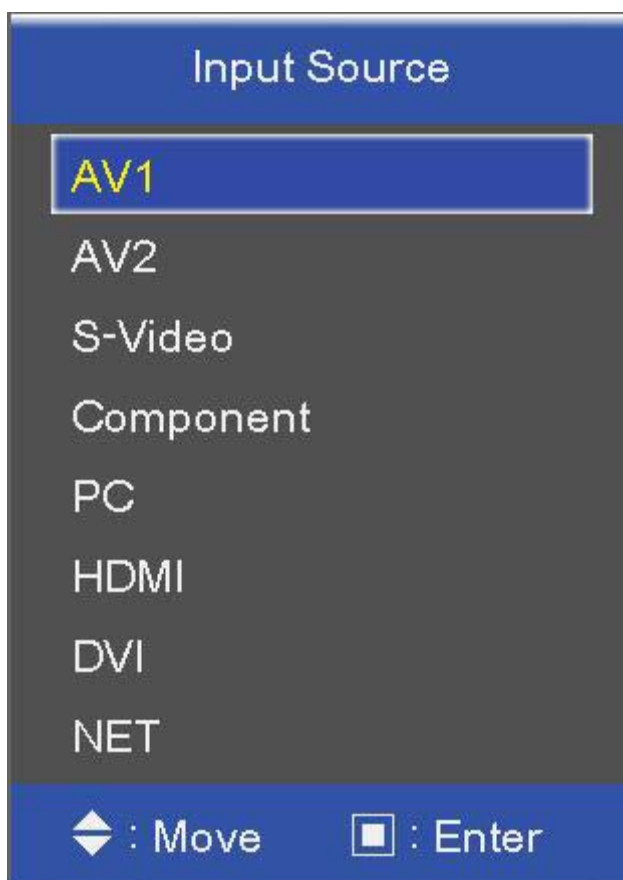 Input Source
AV1
AV2
S-Video
Component
PC
HDMI
DVI
NET
: Move : Enter